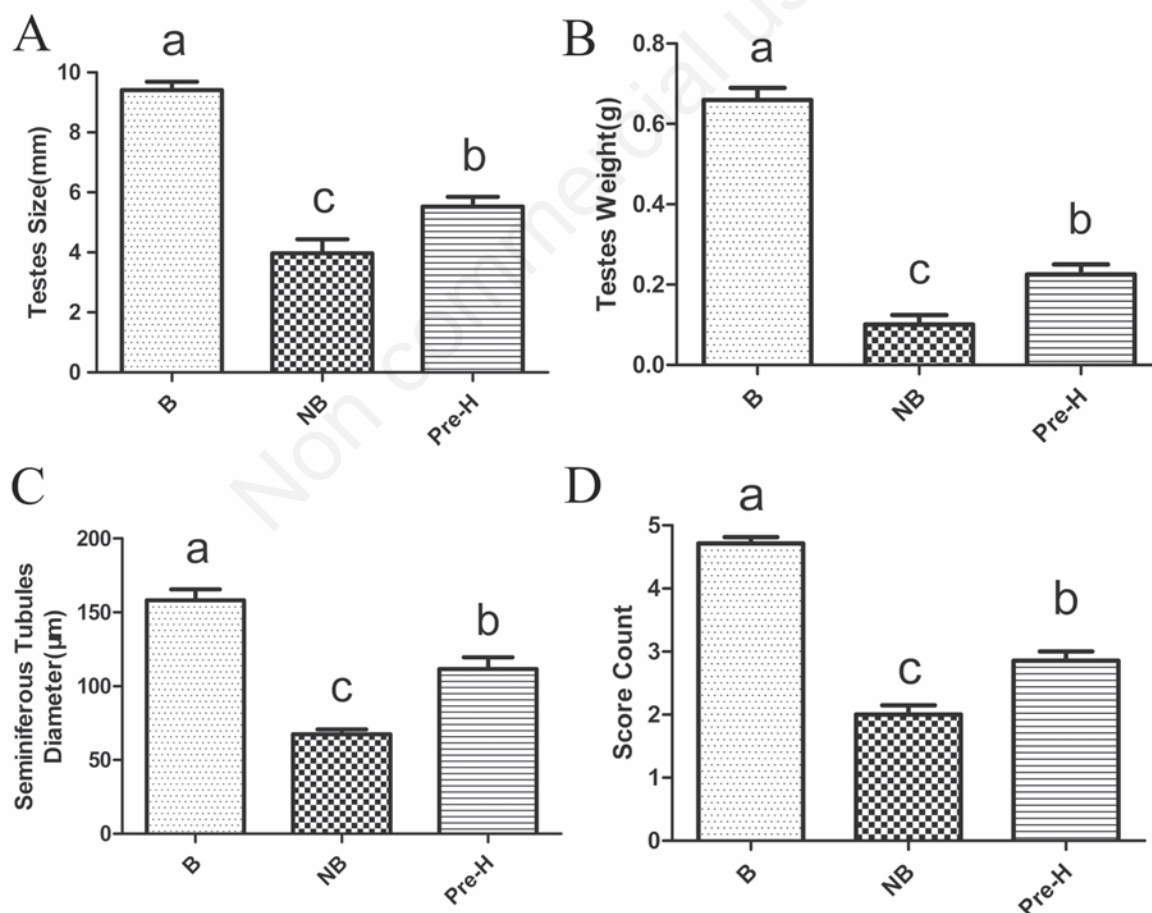 A
a
b
c
Testes Size(mm)
10
8
6
4
2
0
B
NB
Pre-H
B
a
b
c
Testes Weight(g)
0.8
0.6
0.4
0.2
0.0
B
NB
Pre-H
C
a
b
c
Seminiferous Tubules
Diameter(µm)
200
150
100
50
0
B
NB
Pre-H
D
a
b
c
Score Count
5
4
3
2
1
0
B
NB
Pre-H
Non commercial us